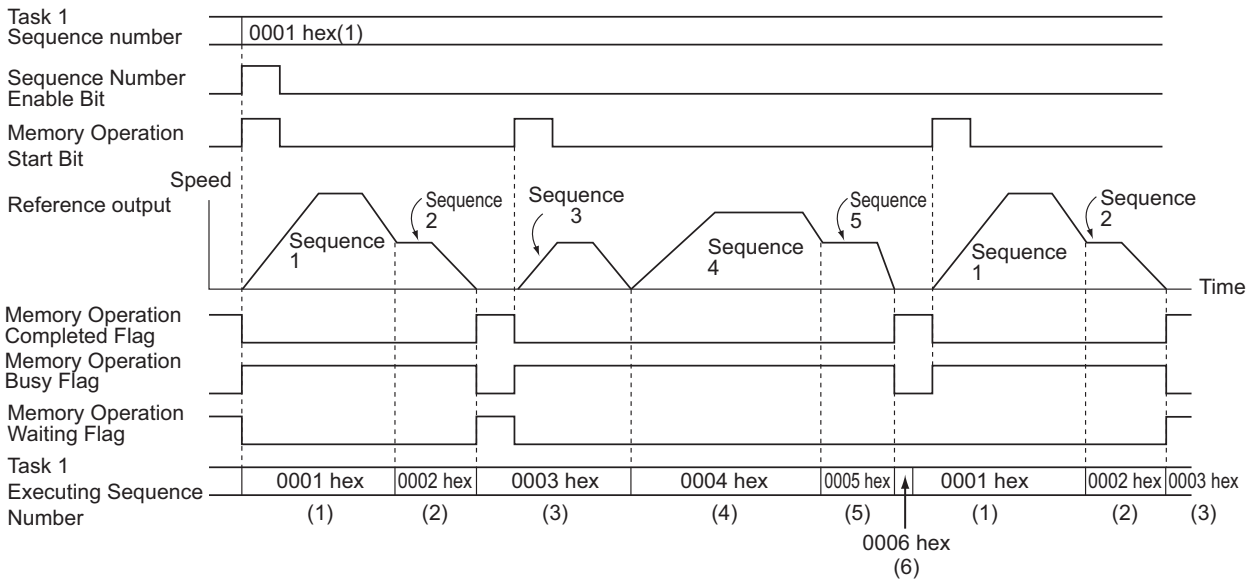 Task 1
Sequence number
0001 hex(1)
Sequence Number
Enable Bit
Memory Operation
Start Bit
Speed
Reference output
Sequence
1
Sequence
2
Sequence
3
Sequence
4
Sequence
5
Sequence
1
Sequence
2
Time
Memory Operation
Completed Flag
Memory Operation
Busy Flag
Memory Operation
Waiting Flag
Task 1
Executing Sequence
Number
0001 hex
0002 hex
0003 hex
0004 hex
0005 hex
0001 hex
0002 hex
0003 hex
(1)
(2)
(3)
(4)
(5)
(1)
(2)
(3)
0006 hex
(6)